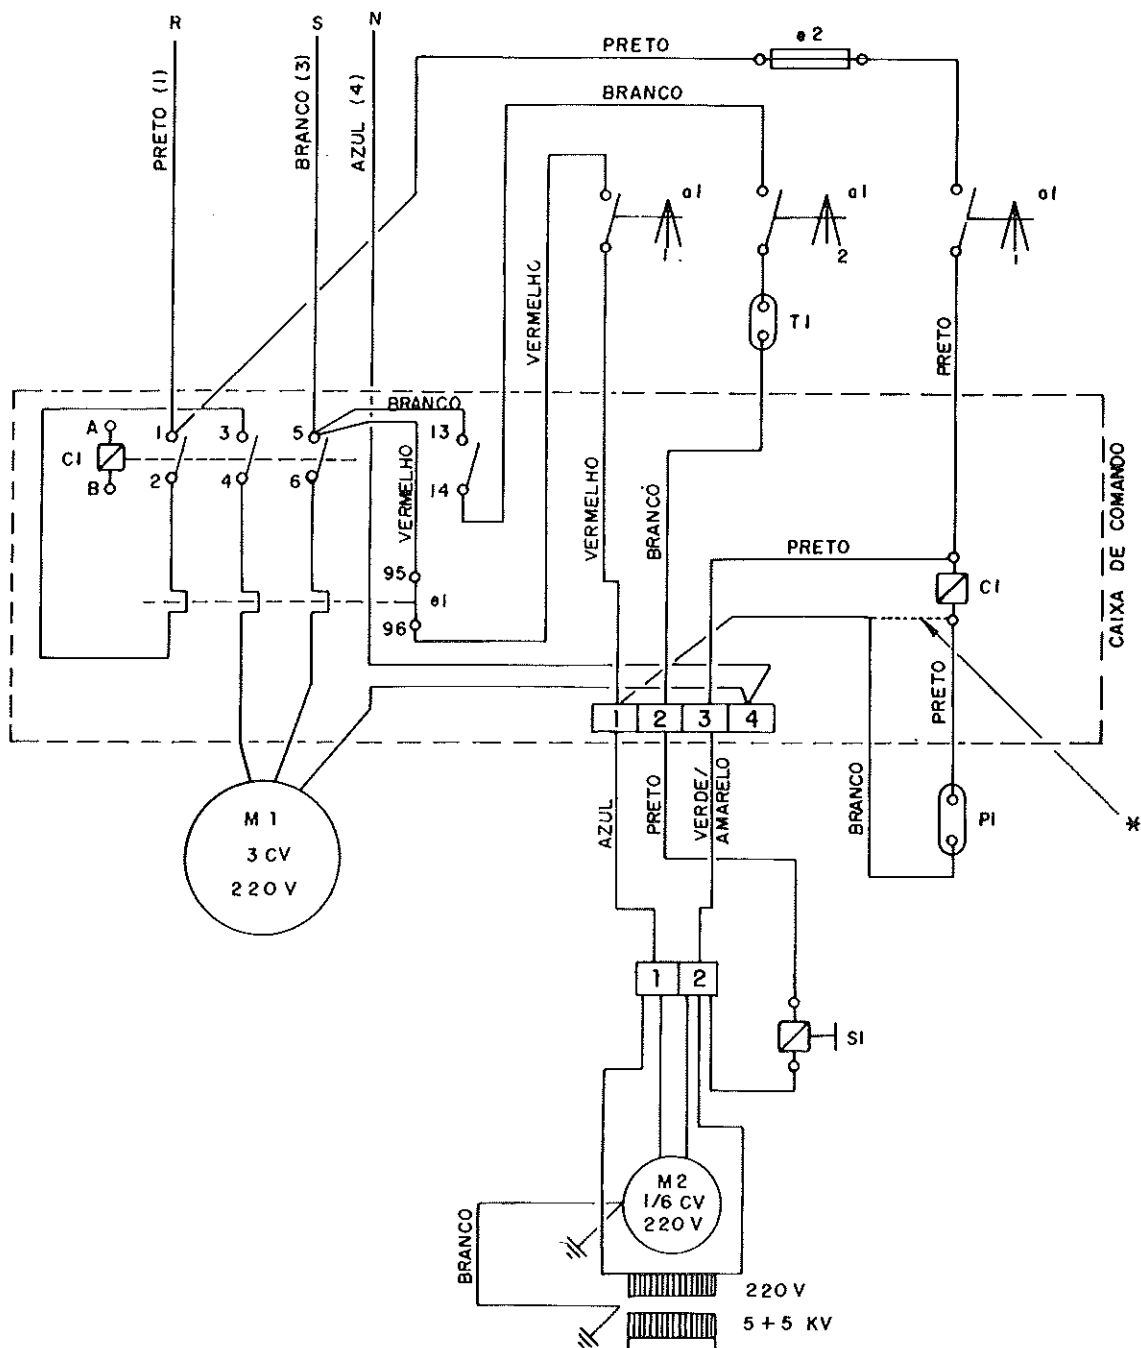 R
S
N
PRETO (1)
BRANCO (3)
AZUL (4)
PRETO
e2
BRANCO
VERMELHO
a1
1
a1
2
a1
1
T1
VERMELHO
BRANCO
PRETO
BRANCO
A
C1
B
1
2
3
4
5
6
13
14
VERMELHO
95
e1
96
PRETO
C1
CAIXA DE COMANDO
1 2 3 4
PRETO
M1
3 CV
220 V
AZUL
PRETO
VERDE/
AMARELO
BRANCO
P1
*
1 2
S1
M2
1/6 CV
220 V
BRANCO
220 V
5 + 5 KV